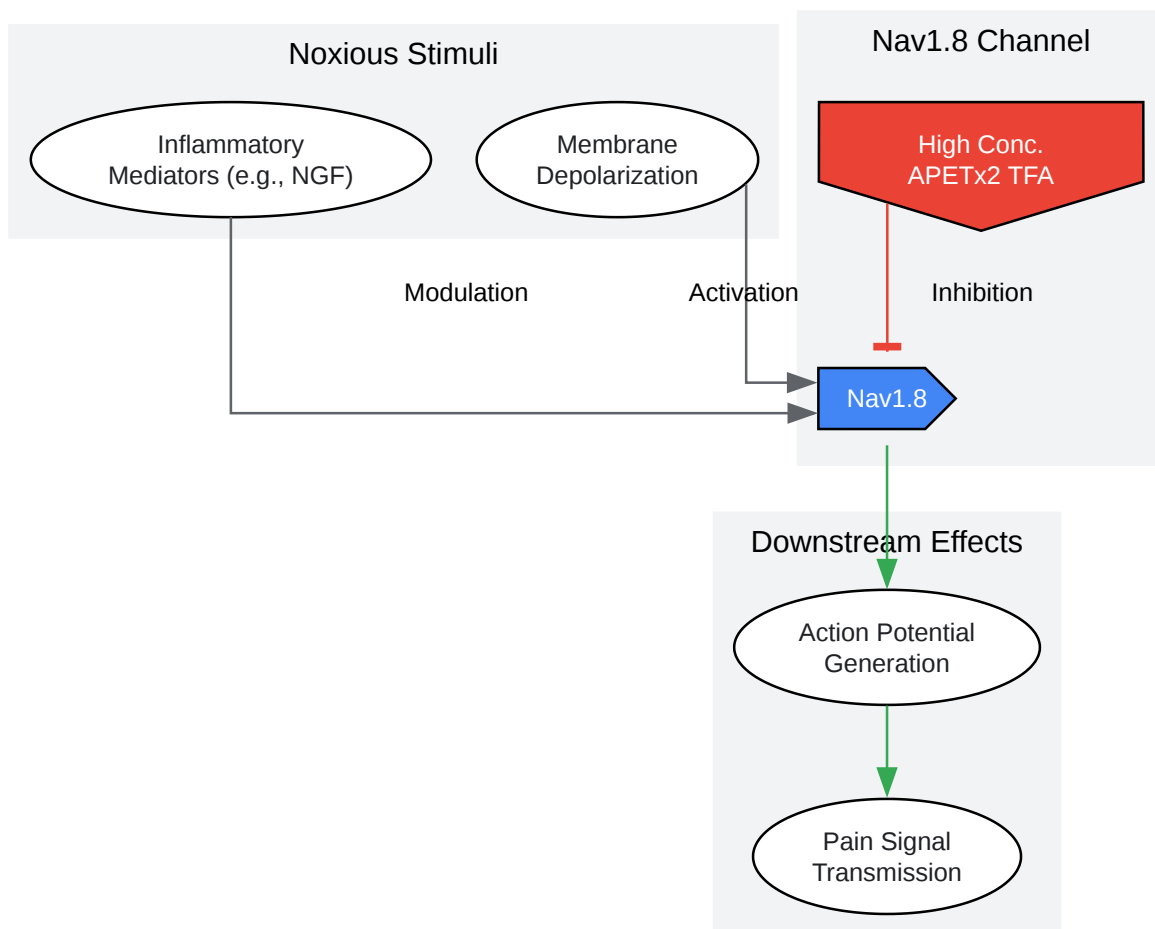 Noxious Stimuli
Inflammatory
Mediators (e.g., NGF)
Membrane
Depolarization
Nav1.8 Channel
High Conc.
APETx2 TFA
Modulation
Activation
Inhibition
Nav1.8
Downstream Effects
Action Potential
Generation
Pain Signal
Transmission